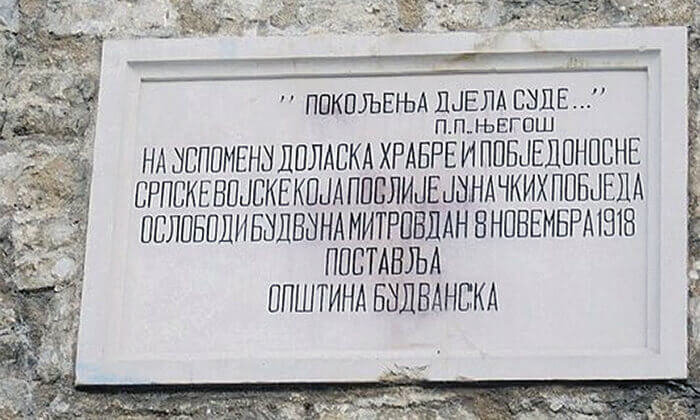 "ПОКОЉЕЊА ДЈЕЛА СУДЕ..."
П.П.ЊЕГОШ
НА УСПОМЕНУ ДОЛАСКА ХРАБРЕ И ПОБЈЕДОНОСНЕ
СРПСКЕ ВОЈСКЕ КОЈА ПОСЛИЈЕ ЈУНАЧКИХ ПОБЈЕДА
ОСЛОБОДИ БУДВУ НА МИТРОВДАН 8 НОВЕМБРА 1918
ПОСТАВЉА
ОПШТИНА БУДВАНСКА